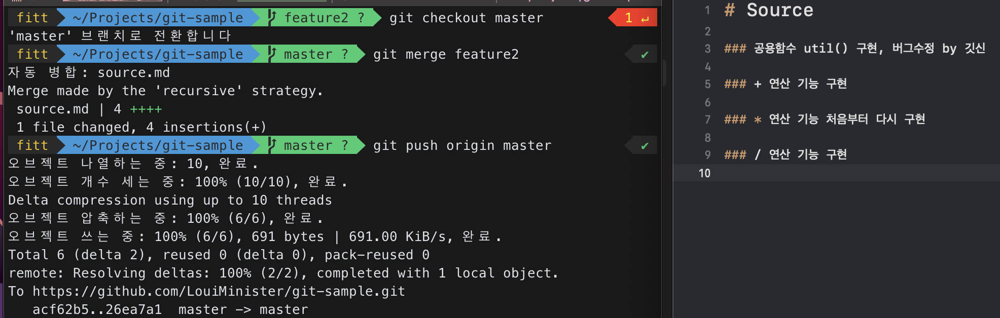 fitt ~/Projects/git-sample feature2 ? git checkout master 1 ↵
'master' 브랜치로 전환합니다
fitt ~/Projects/git-sample master ? git merge feature2 ✔
자동 병합: source.md
Merge made by the 'recursive' strategy.
source.md | 4 ++++
1 file changed, 4 insertions(+)
fitt ~/Projects/git-sample master ? git push origin master ✔
오브젝트 나열하는 중: 10, 완료.
오브젝트 개수 세는 중: 100% (10/10), 완료.
Delta compression using up to 10 threads
오브젝트 압축하는 중: 100% (6/6), 완료.
오브젝트 쓰는 중: 100% (6/6), 691 bytes | 691.00 KiB/s, 완료.
Total 6 (delta 2), reused 0 (delta 0), pack-reused 0
remote: Resolving deltas: 100% (2/2), completed with 1 local object.
To https://github.com/LouiMinister/git-sample.git
acf62b5..26ea7a1 master -> master
1 # Source
2
3 ### 공용함수 util() 구현, 버그수정 by 깃신
4
5 ### + 연산 기능 구현
6
7 ### * 연산 기능 처음부터 다시 구현
8
9 ### / 연산 기능 구현
10